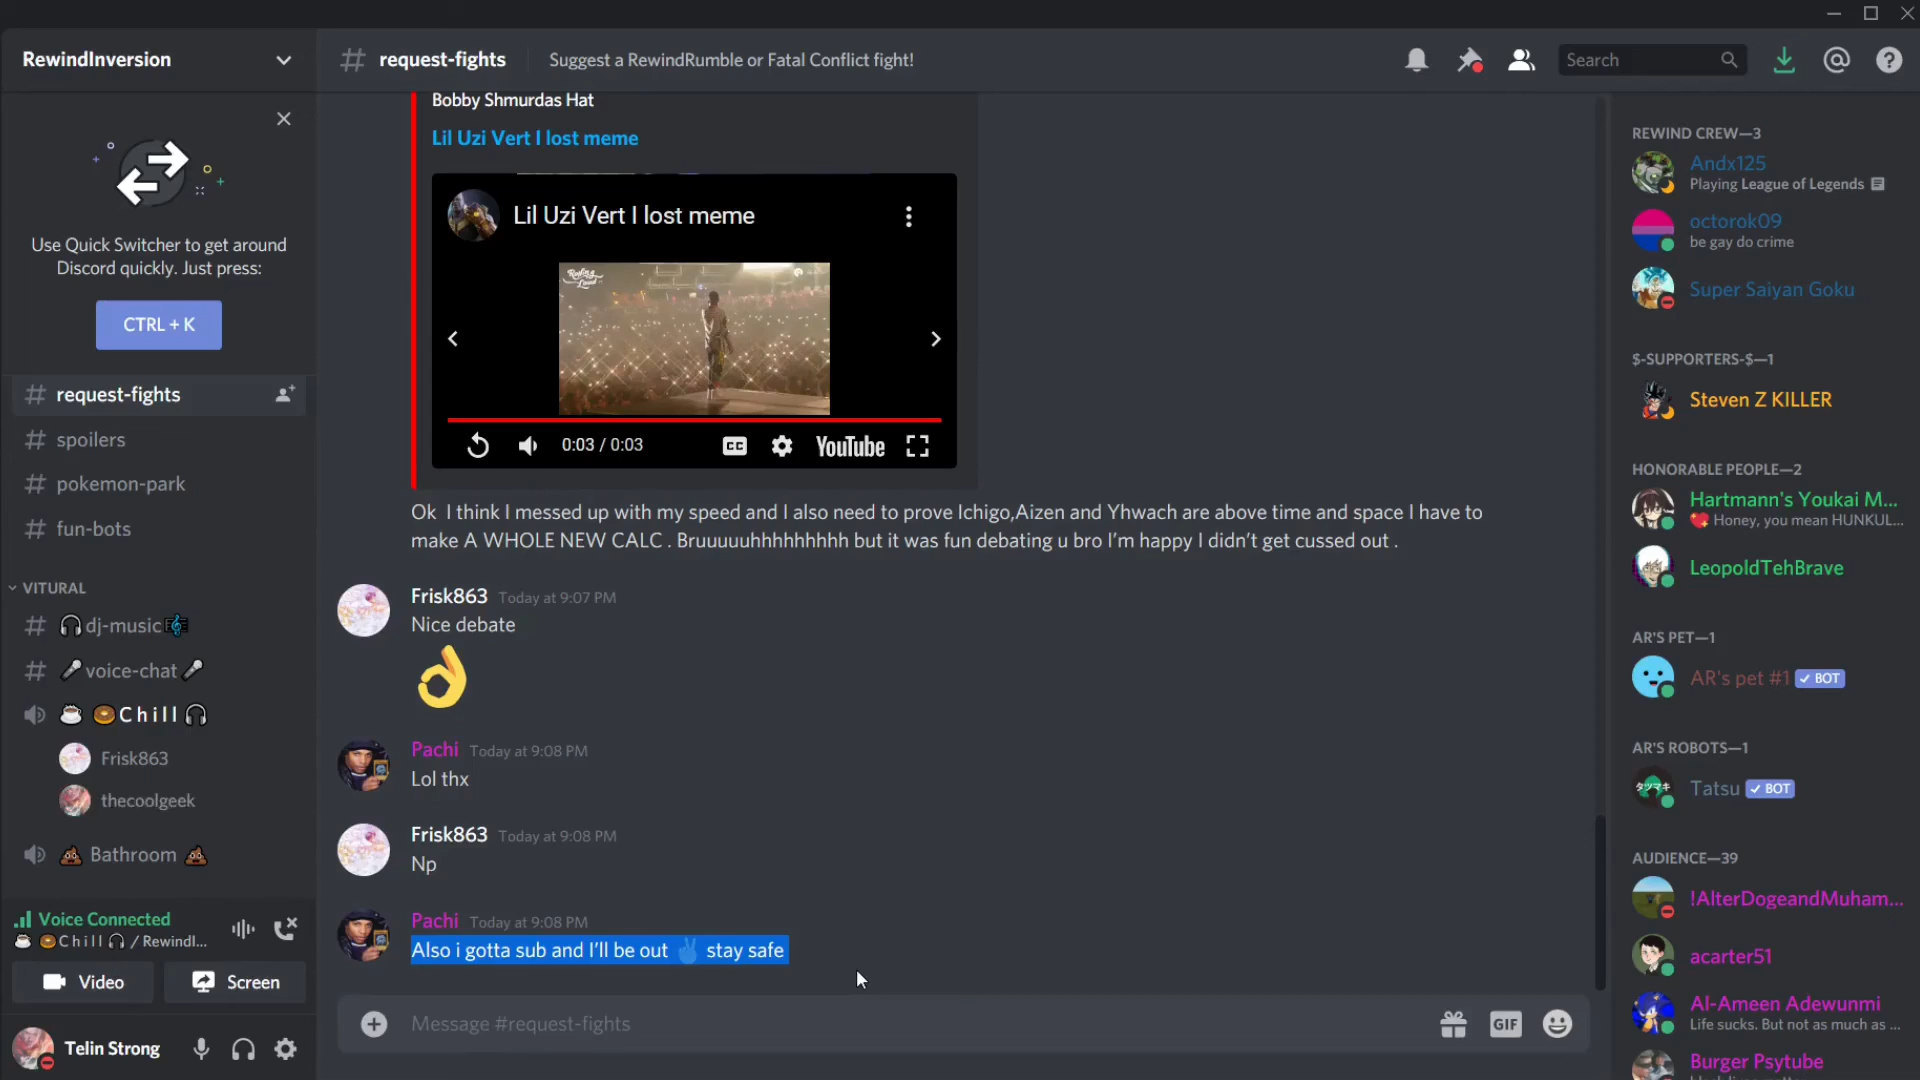 RewindInversion
request-fights
Suggest a RewindRumble or Fatal Conflict fight!
Search
Use Quick Switcher to get around
Discord quickly. Just press:
CTRL + K
request-fights
spoilers
pokemon-park
fun-bots
VITURAL
🎧dj-music🎼
🎤voice-chat🎤
☕ 🍩Chill🎧
Frisk863
thecoolgeek
💩 Bathroom 💩
Voice Connected
☕ 🍩Chill🎧 / RewindI...
Video
Screen
Telin Strong
Bobby Shmurdas Hat
Lil Uzi Vert I lost meme
Lil Uzi Vert I lost meme
Rolling
Loud
0:03 / 0:03
CC
YouTube
Ok I think I messed up with my speed and I also need to prove Ichigo,Aizen and Yhwach are above time and space I have to
make A WHOLE NEW CALC . Bruuuuuhhhhhhhhh but it was fun debating u bro I'm happy I didn't get cussed out .
Frisk863 Today at 9:07 PM
Nice debate
👌
Pachi Today at 9:08 PM
Lol thx
Frisk863 Today at 9:08 PM
Np
Pachi Today at 9:08 PM
Also i gotta sub and I'll be out ✌ stay safe
Message #request-fights
GIF
REWIND CREW—3
Andx125
Playing League of Legends
octorok09
be gay do crime
Super Saiyan Goku
$-SUPPORTERS-$—1
Steven Z KILLER
HONORABLE PEOPLE—2
Hartmann's Youkai M...
💖 Honey, you mean HUNKUL...
LeopoldTehBrave
AR'S PET—1
AR's pet #1 ✓ BOT
AR'S ROBOTS—1
タツマキ
Tatsu ✓ BOT
AUDIENCE—39
!AlterDogeandMuham...
acarter51
Al-Ameen Adewunmi
Life sucks. But not as much as ...
Burger Psytube